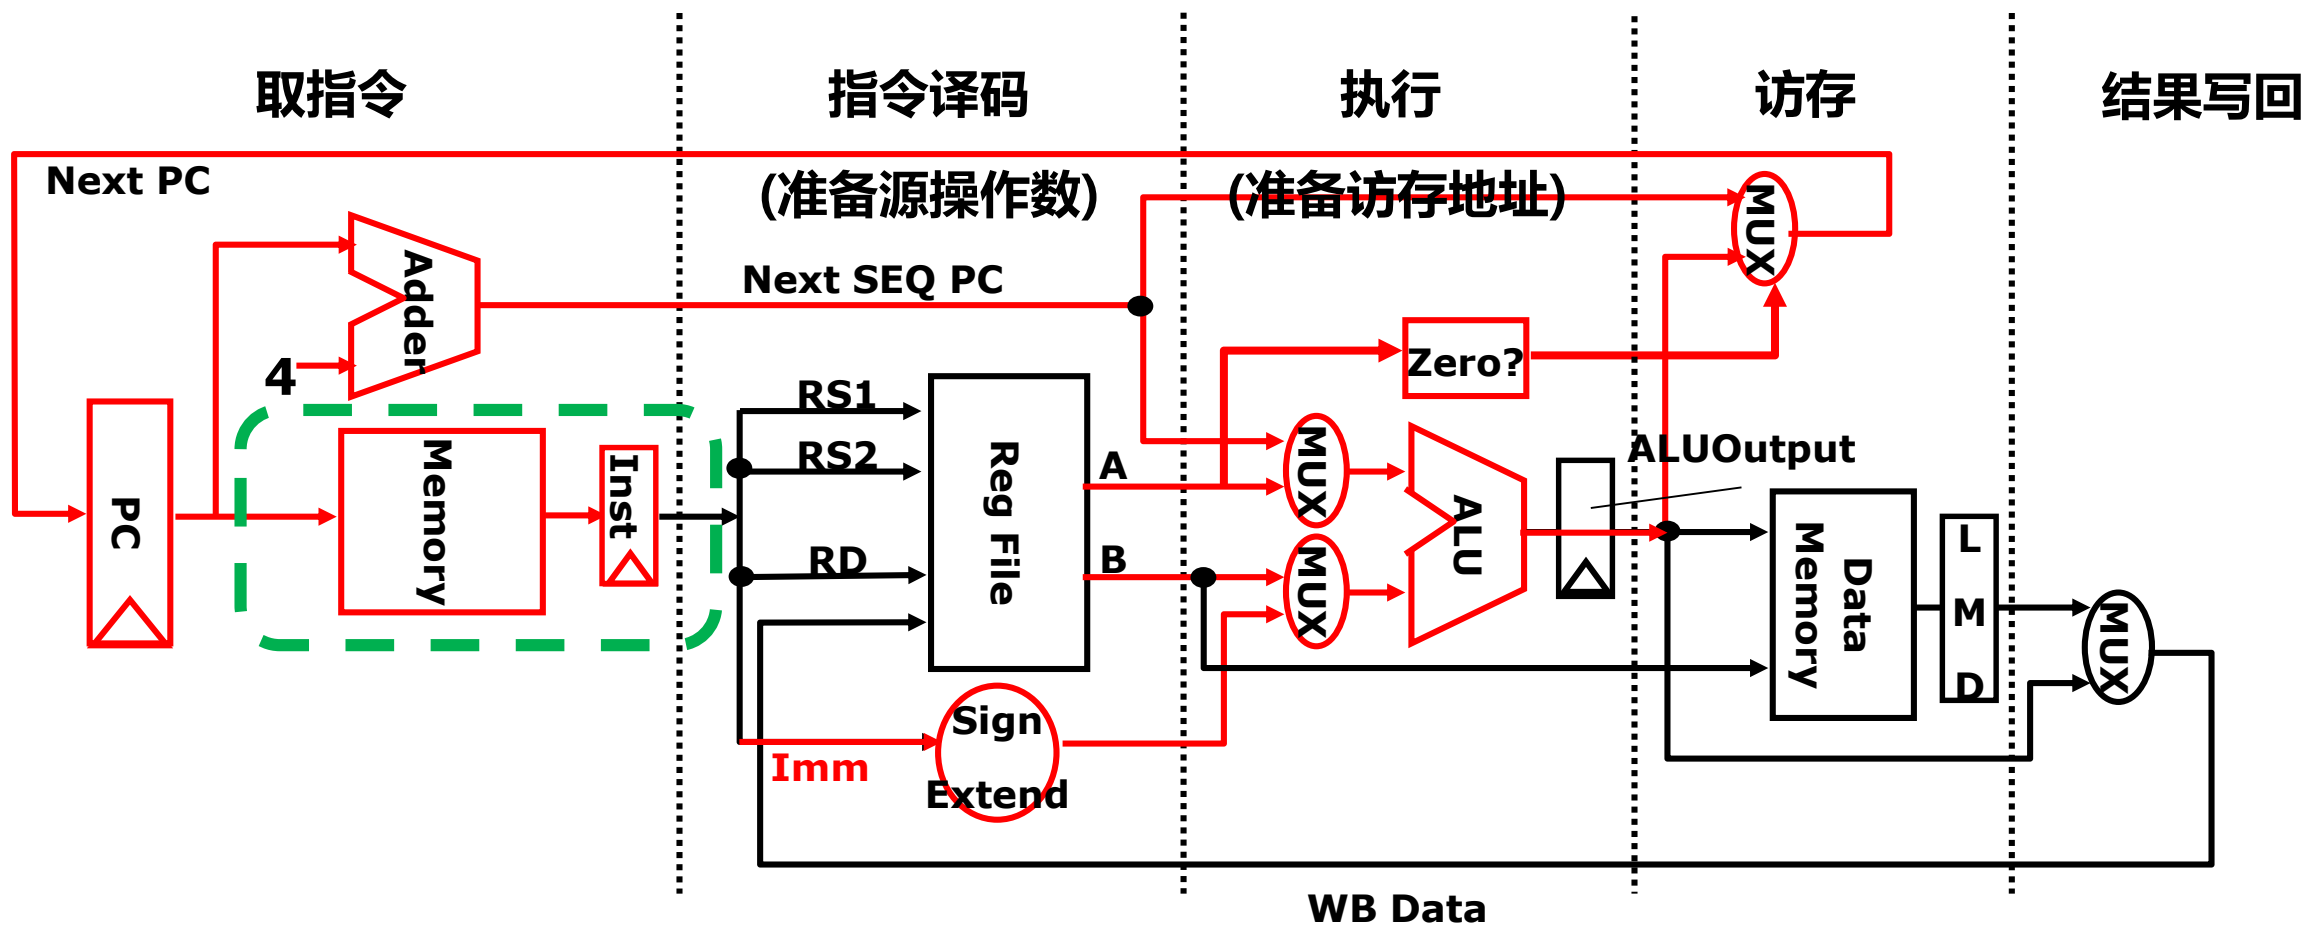 取指令
指令译码
执行
访存
结果写回
Next PC
(准备源操作数)
(准备访存地址)
MUX
Next SEQ PC
Adder
4
Zero?
RS1
RS2
RD
Reg File
A
B
MUX
MUX
ALU
ALUOutput
PC
Memory
Inst
Data
Memory
L
M
D
MUX
Sign
Extend
Imm
WB Data